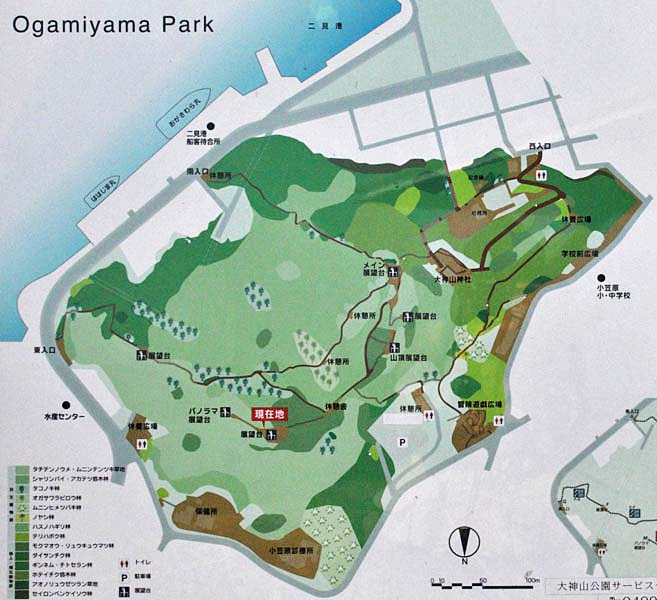 Ogamiyama Park
二見港
おがさわら丸
二見港
船客待合所
ははじま丸
西入口
南入口
休憩所
休養広場
学校前広場
メイン
展望台
大神山神社
小笠原
小・中学校
休憩所
展望台
山頂展望台
東入口
展望台
休憩所
水産センター
パノラマ
展望台
現在地
休憩舎
休憩所
冒険遊戯広場
休養広場
展望台
P
保健所
小笠原診療所
タチテンノウメ・ムニンテンツキ草地
シャリンバイ・アカテツ低木林
タコノキ林
オガサワラビロウ林
ムニンヒメツバキ林
ノヤシ林
ハスノハギリ林
テリハボク林
モクマオウ・リュウキュウマツ林
ダイサンチク林
ギンネム・チトセラン林
ホテイチク低木林
アオノリュウゼツラン草地
セイロンベンケイソウ林
トイレ
P 駐車場
展望台
N
0 10 50 100m
大神山公園サービスセ